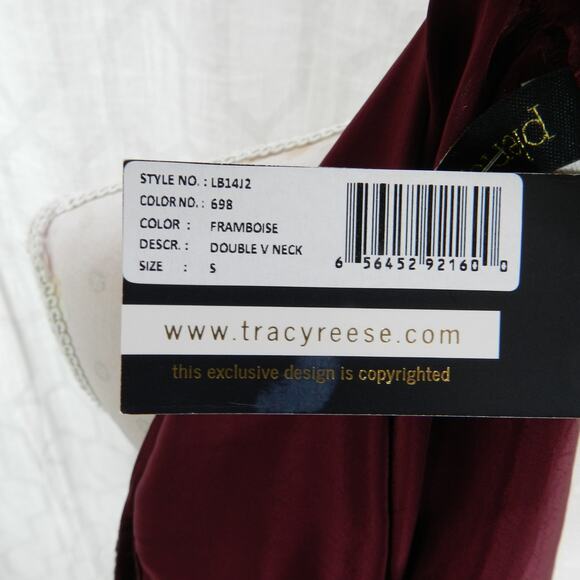 STYLE NO. : LB14J2
COLOR NO. : 698
COLOR : FRAMBOISE
DESCR. : DOUBLE V NECK
SIZE : S
6 56452 92160 0
www.tracyreese.com
this exclusive design is copyrighted